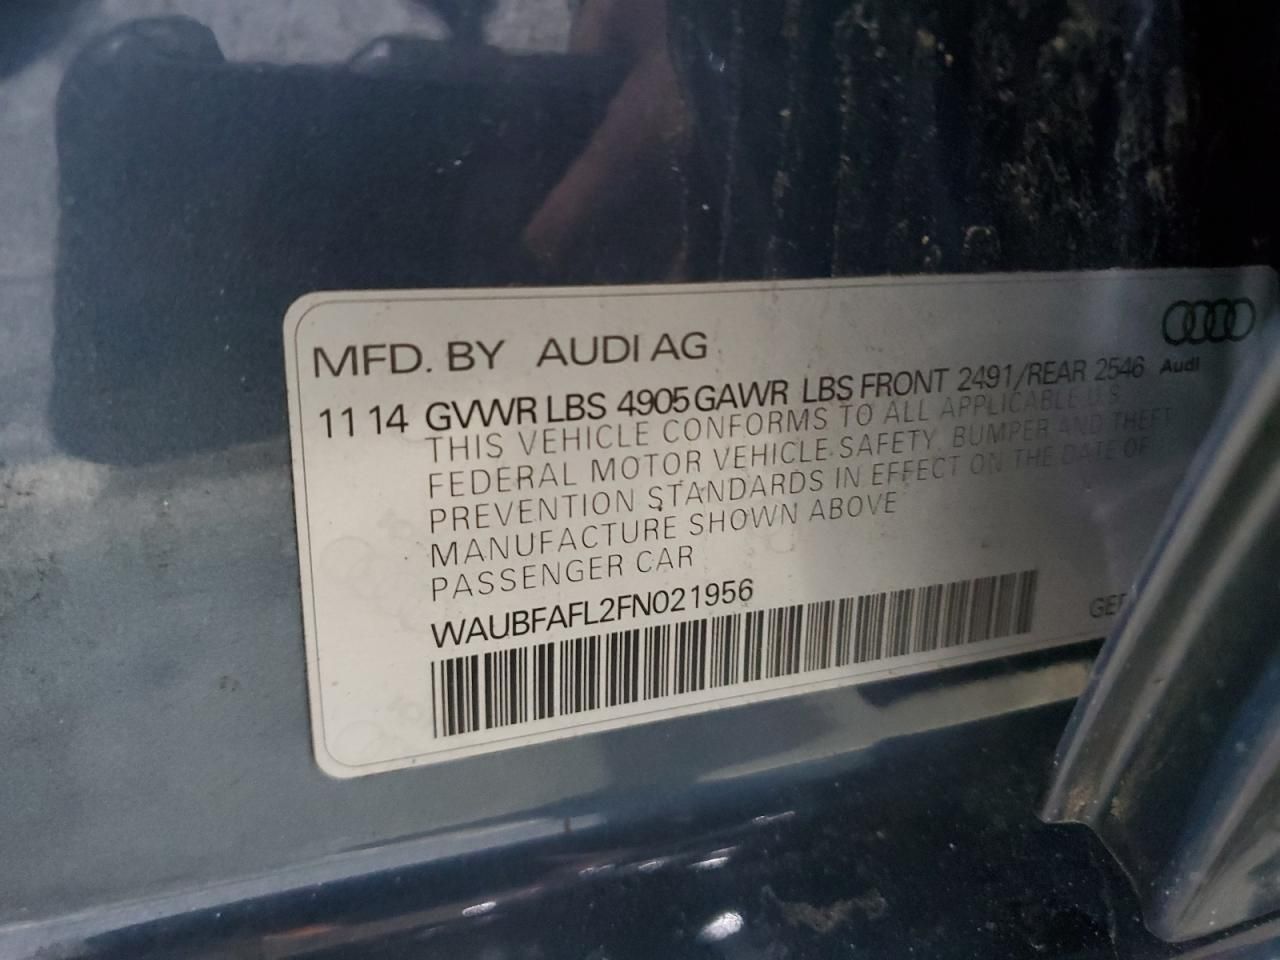 MFD. BY AUDI AG
Audi
11 14 GVWR LBS 4905 GAWR LBS FRONT 2491/REAR 2546
THIS VEHICLE CONFORMS TO ALL APPLICABLE U.S.
FEDERAL MOTOR VEHICLE SAFETY, BUMPER AND THEFT
PREVENTION STANDARDS IN EFFECT ON THE DATE OF
MANUFACTURE SHOWN ABOVE
PASSENGER CAR
WAUBFAFL2FN021956